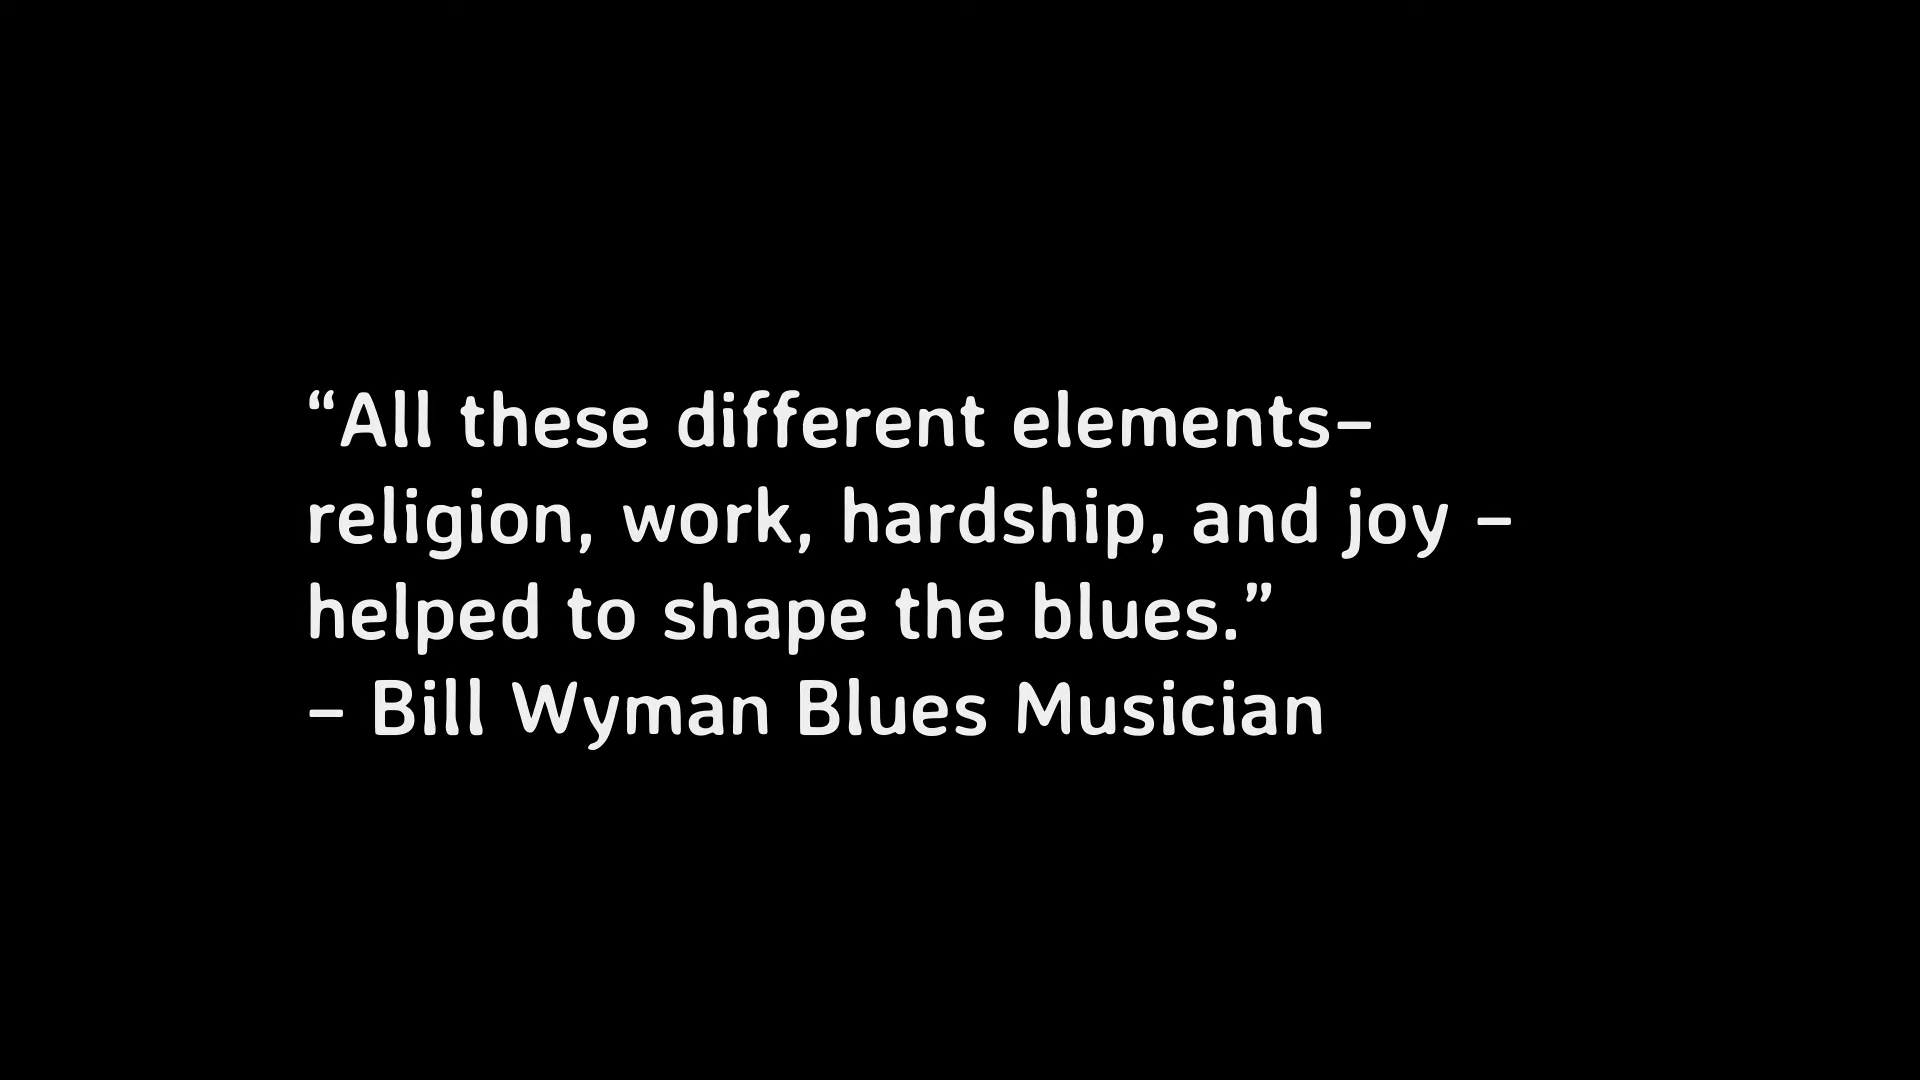 “All these different elements–
religion, work, hardship, and joy –
helped to shape the blues.”
– Bill Wyman Blues Musician